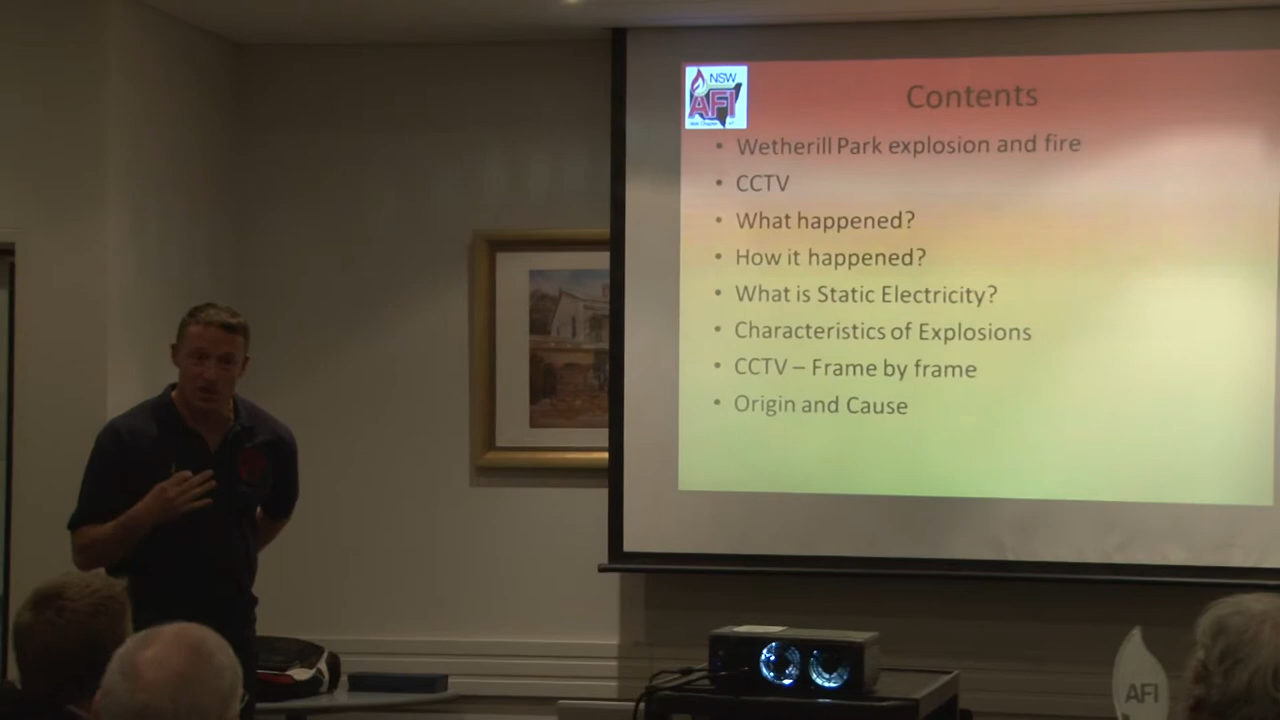 NSW
AFI
Contents
• Wetherill Park explosion and fire
• CCTV
• What happened?
• How it happened?
• What is Static Electricity?
• Characteristics of Explosions
• CCTV – Frame by frame
• Origin and Cause
AFI